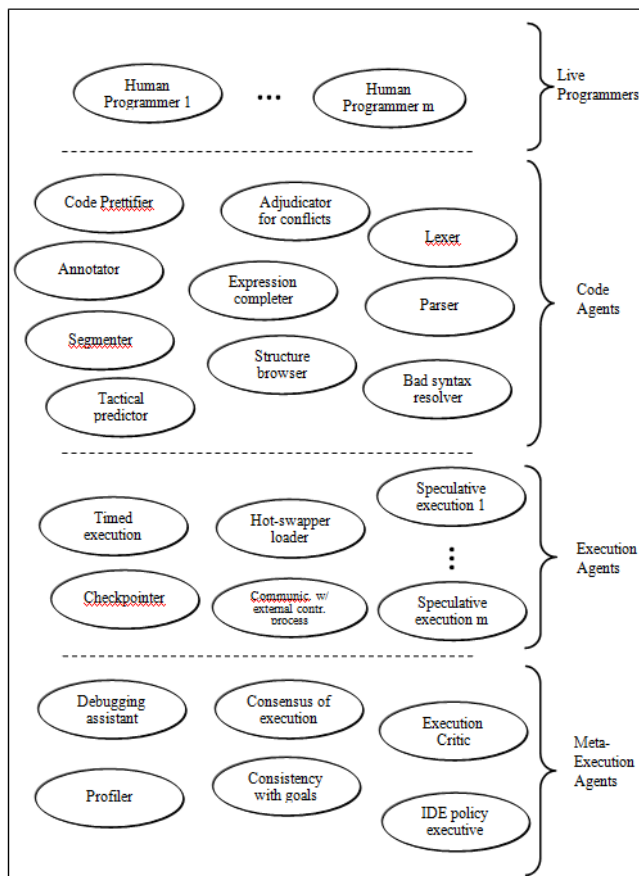 Human
Programmer 1
...
Human
Programmer m
Live
Programmers
Code Prettifier
Adjudicator
for conflicts
Lexer
Annotator
Expression
completer
Parser
Segmenter
Structure
browser
Bad syntax
resolver
Tactical
predictor
Code
Agents
Timed
execution
Hot-swapper
loader
Speculative
execution 1
Checkpointer
Communic. w/
external contr.
process
Speculative
execution m
Execution
Agents
Debugging
assistant
Consensus of
execution
Execution
Critic
Profiler
Consistency
with goals
IDE policy
executive
Meta-
Execution
Agents